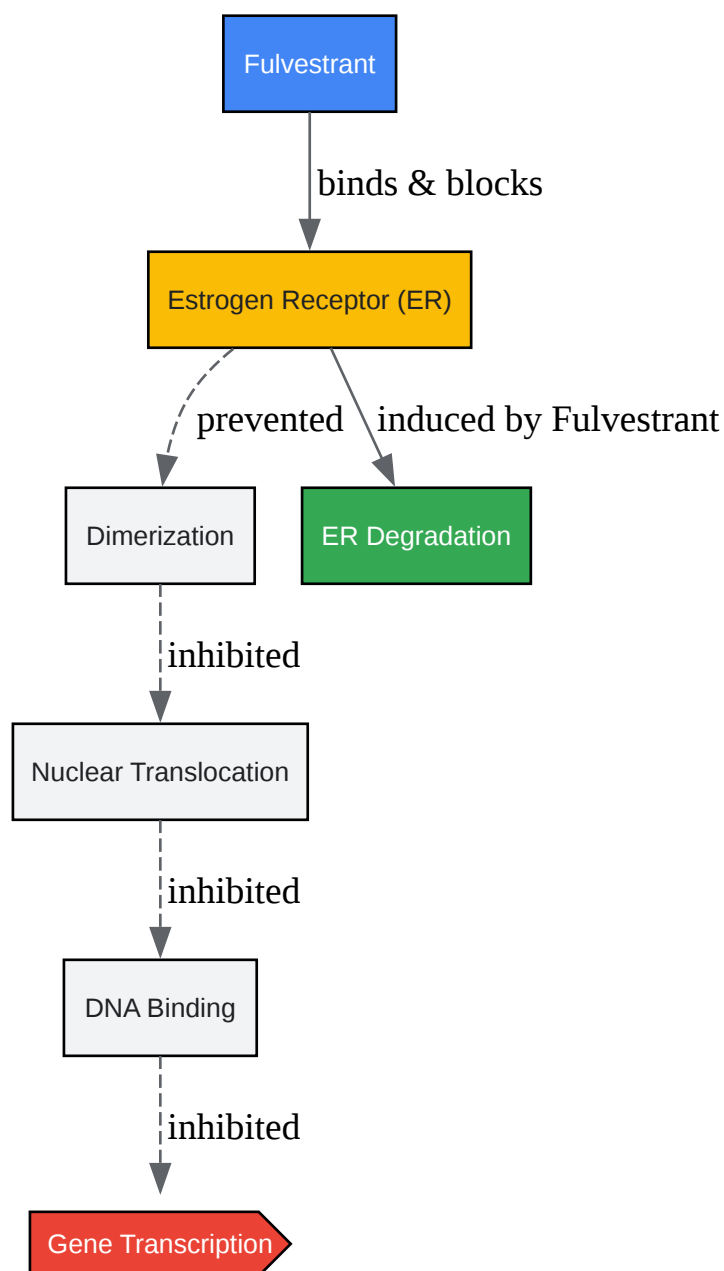 Fulvestrant
binds & blocks
Estrogen Receptor (ER)
prevented
induced by Fulvestrant
Dimerization
ER Degradation
inhibited
Nuclear Translocation
inhibited
DNA Binding
inhibited
Gene Transcription